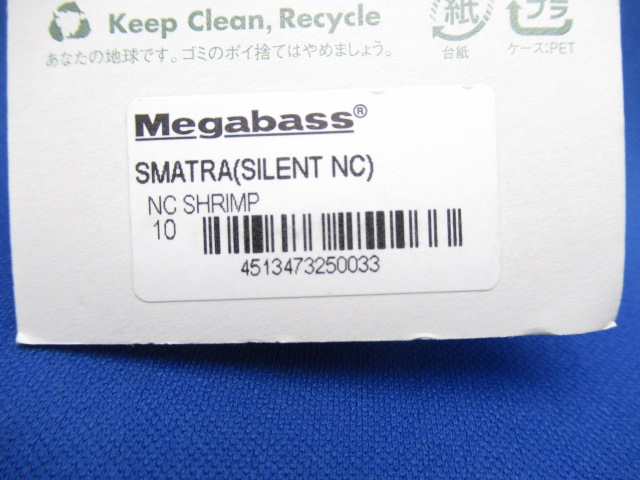 Keep Clean, Recycle
あなたの地球です。ゴミのポイ捨てはやめましょう。
紙
台紙
プラ
ケース:PET
Megabass®
SMATRA(SILENT NC)
NC SHRIMP
10
4513473250033